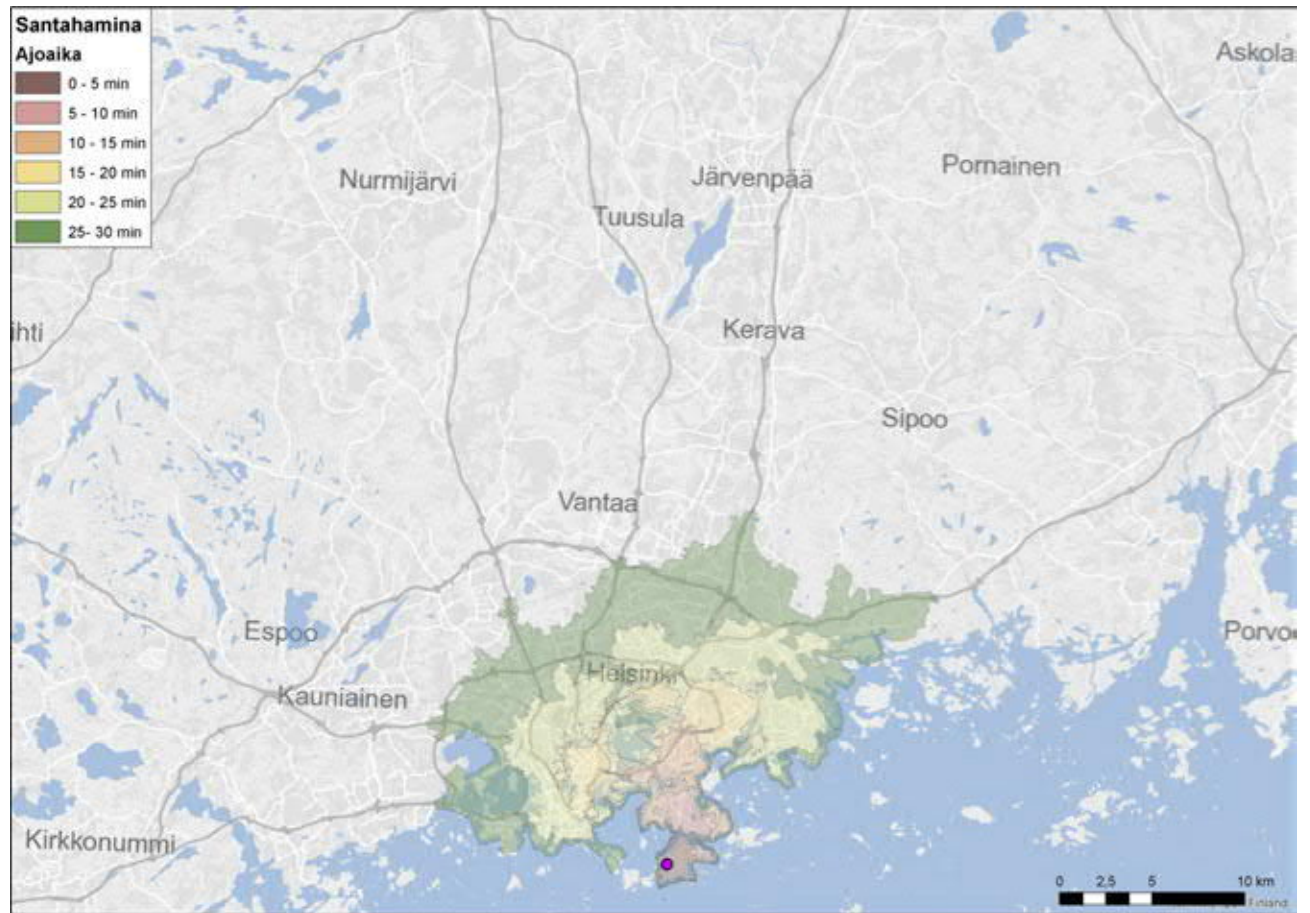 Santahamina
Ajoaika
0 - 5 min
5 - 10 min
10 - 15 min
15 - 20 min
20 - 25 min
25- 30 min
Askola
Nurmijärvi
Järvenpää
Pornainen
Tuusula
ihti
Kerava
Sipoo
Vantaa
Espoo
Porvoo
Helsinki
Kauniainen
Kirkkonummi
0 2,5 5 10 km
Finland